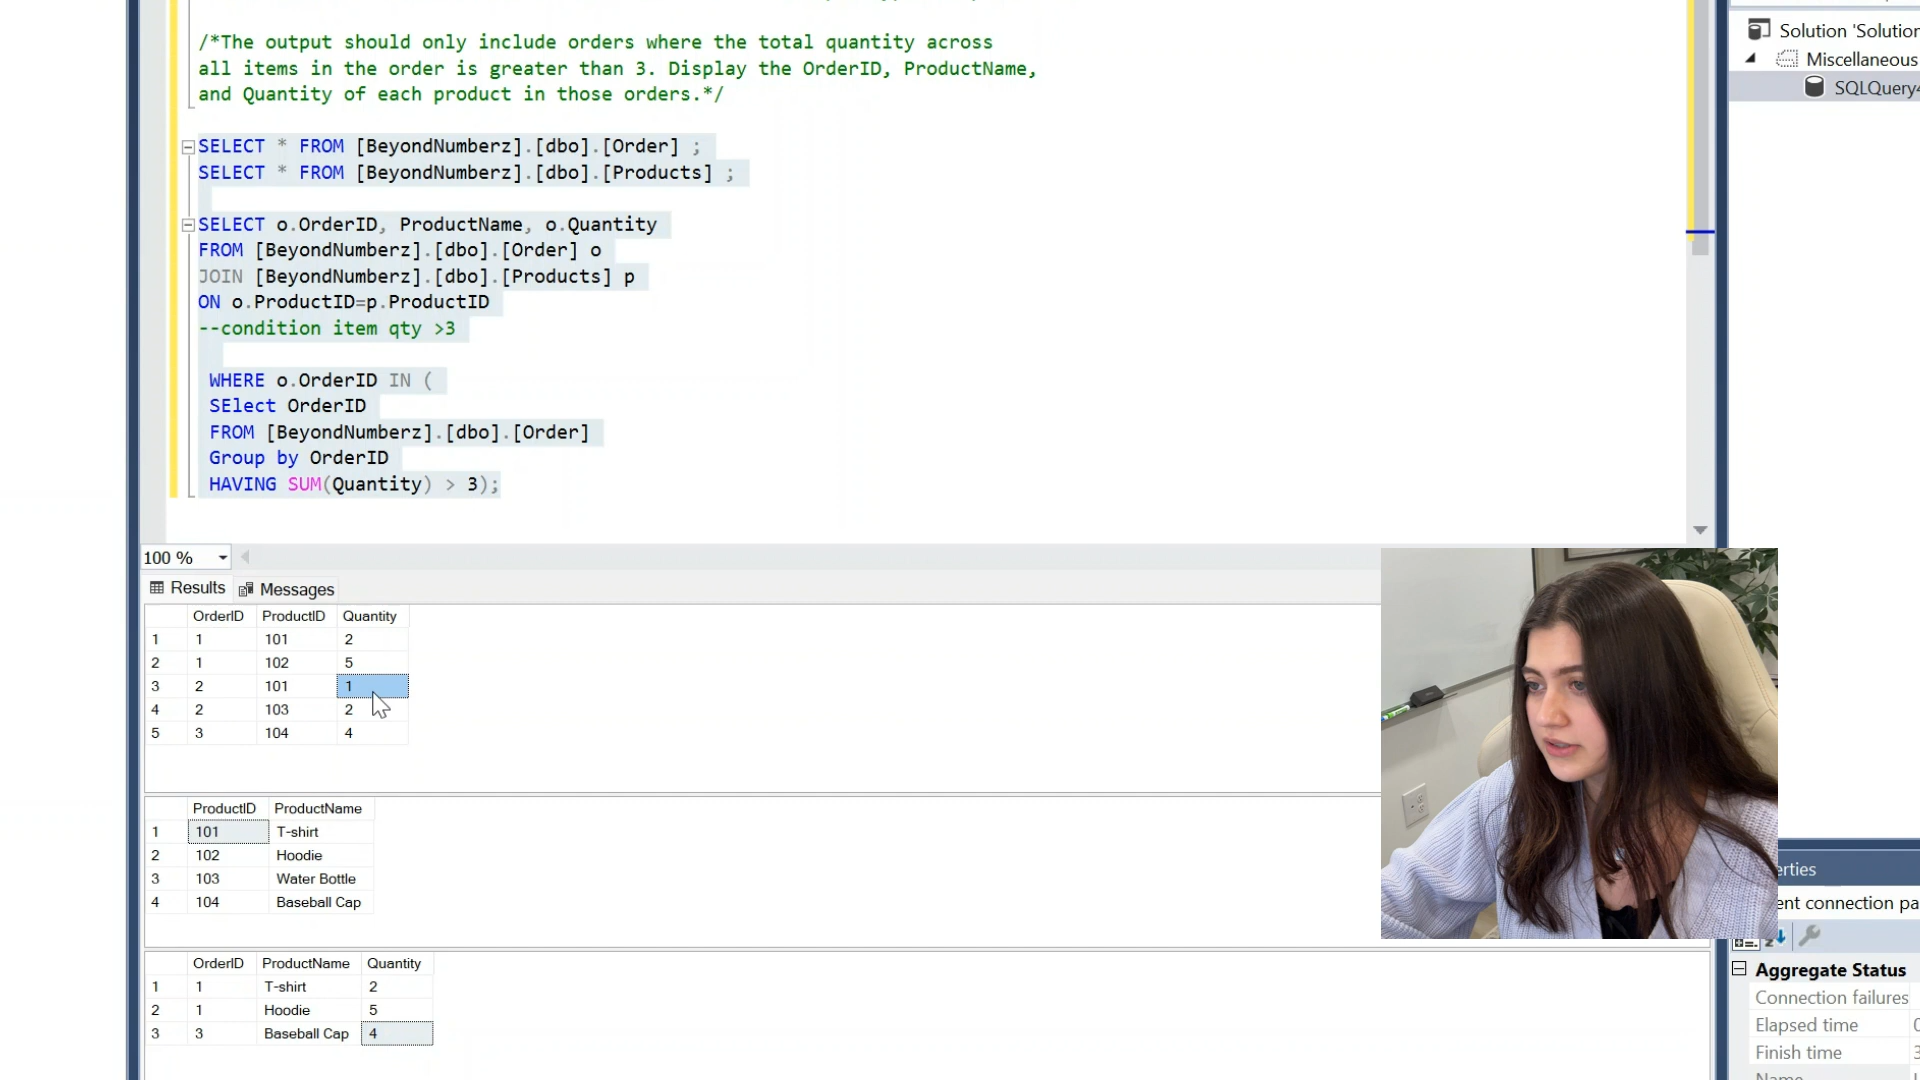 /*The output should only include orders where the total quantity across
all items in the order is greater than 3. Display the OrderID, ProductName,
and Quantity of each product in those orders.*/
SELECT * FROM [BeyondNumberz].[dbo].[Order] ;
SELECT * FROM [BeyondNumberz].[dbo].[Products] ;
SELECT o.OrderID, ProductName, o.Quantity
FROM [BeyondNumberz].[dbo].[Order] o
JOIN [BeyondNumberz].[dbo].[Products] p
ON o.ProductID=p.ProductID
--condition item qty >3
WHERE o.OrderID IN (
SElect OrderID
FROM [BeyondNumberz].[dbo].[Order]
Group by OrderID
HAVING SUM(Quantity) > 3);
100 %
Results Messages
OrderID ProductID Quantity
1 1 101 2
2 1 102 5
3 2 101 1
4 2 103 2
5 3 104 4
ProductID ProductName
1 101 T-shirt
2 102 Hoodie
3 103 Water Bottle
4 104 Baseball Cap
OrderID ProductName Quantity
1 1 T-shirt 2
2 1 Hoodie 5
3 3 Baseball Cap 4
Solution 'Solution
Miscellaneous
SQLQuery4
erties
ent connection pa
Aggregate Status
Connection failures
Elapsed time
Finish time